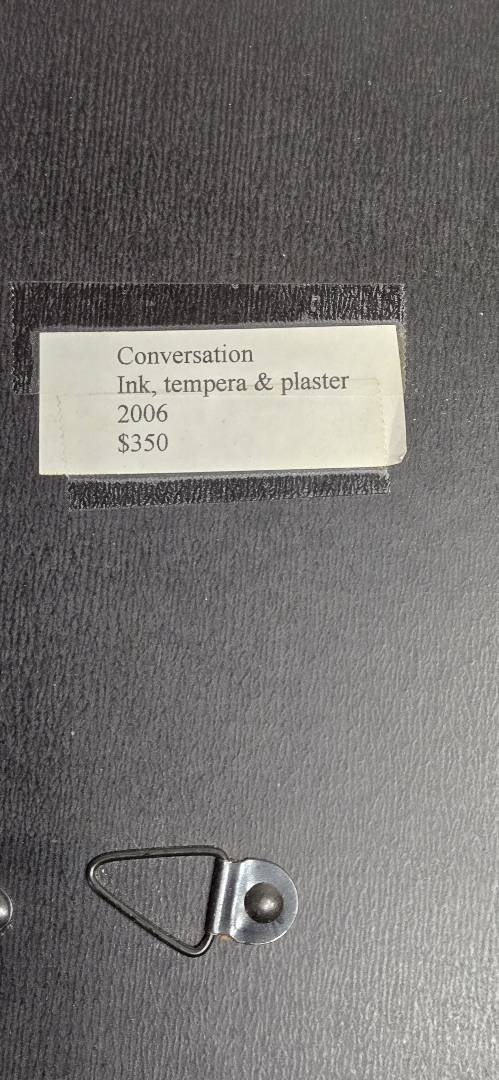 Conversation
Ink, tempera & plaster
2006
$350